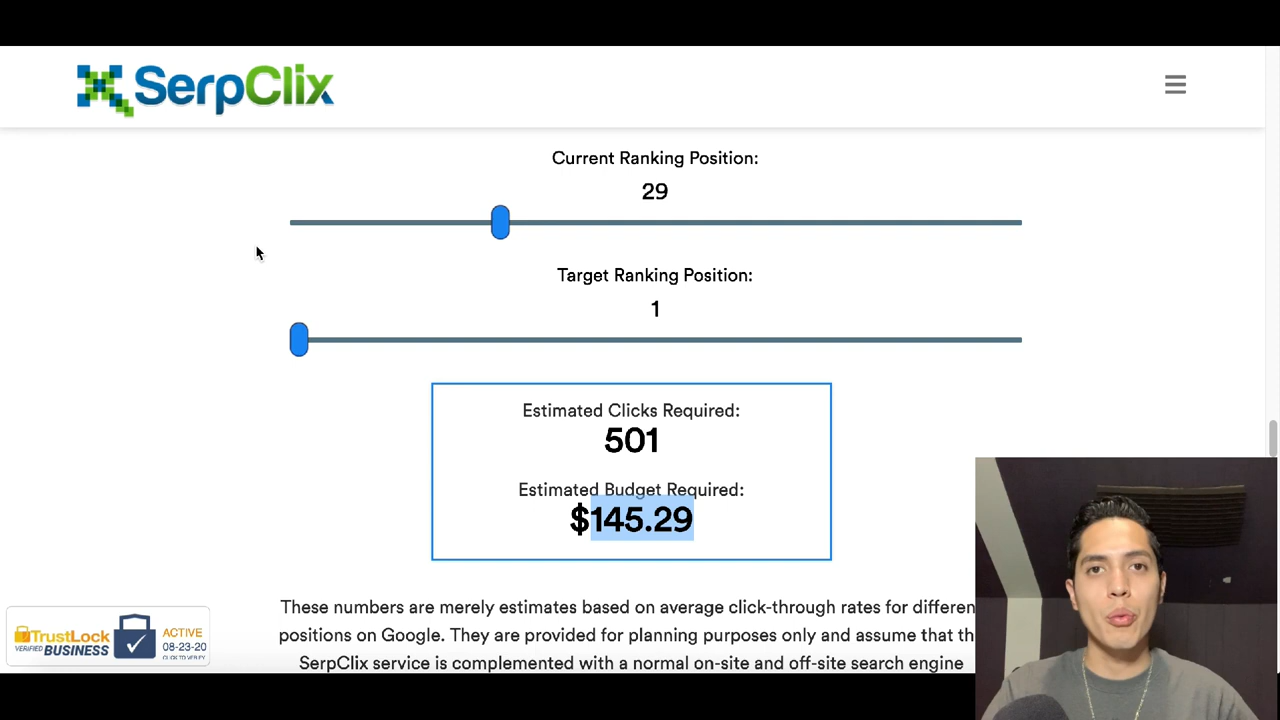 SerpClix
Current Ranking Position:
29
Target Ranking Position:
1
Estimated Clicks Required:
501
Estimated Budget Required:
$145.29
These numbers are merely estimates based on average click-through rates for differen
positions on Google. They are provided for planning purposes only and assume that th
SerpClix service is complemented with a normal on-site and off-site search engine
TrustLock
VERIFIED BUSINESS
ACTIVE
08-23-20
CLICK TO VERIFY